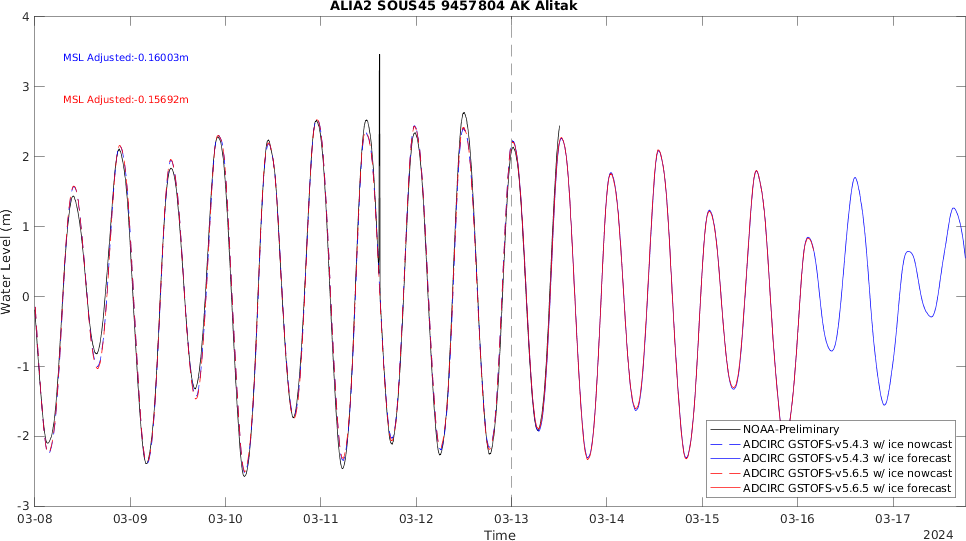 ALIA2 SOUS45 9457804 AK Alitak
MSL Adjusted:-0.16003m
MSL Adjusted:-0.15692m
Water Level (m)
4
3
2
1
0
-1
-2
-3
NOAA-Preliminary
ADCIRC GSTOFS-v5.4.3 w/ ice nowcast
ADCIRC GSTOFS-v5.4.3 w/ ice forecast
ADCIRC GSTOFS-v5.6.5 w/ ice nowcast
ADCIRC GSTOFS-v5.6.5 w/ ice forecast
03-08 03-09 03-10 03-11 03-12 03-13 03-14 03-15 03-16 03-17
Time
2024